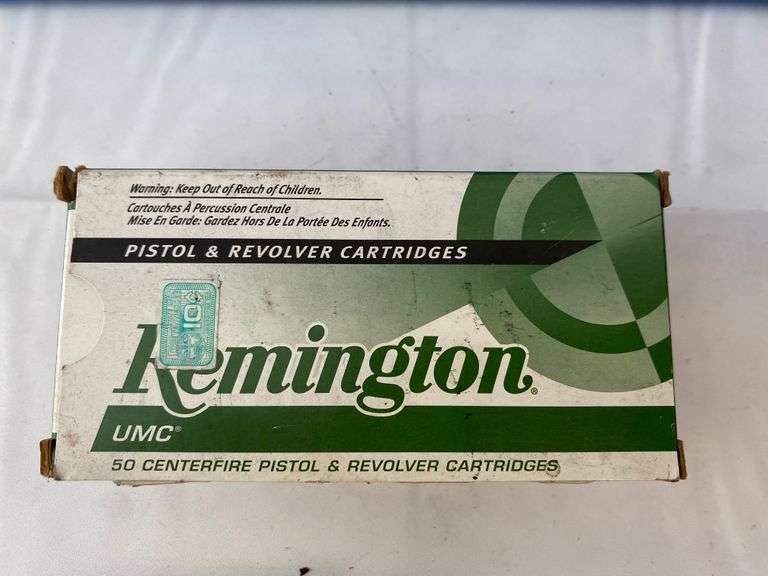 Warning: Keep Out of Reach of Children.
Cartouches À Percussion Centrale
Mise En Garde: Gardez Hors De La Portée Des Enfants.
PISTOL & REVOLVER CARTRIDGES
Remington®
UMC®
50 CENTERFIRE PISTOL & REVOLVER CARTRIDGES